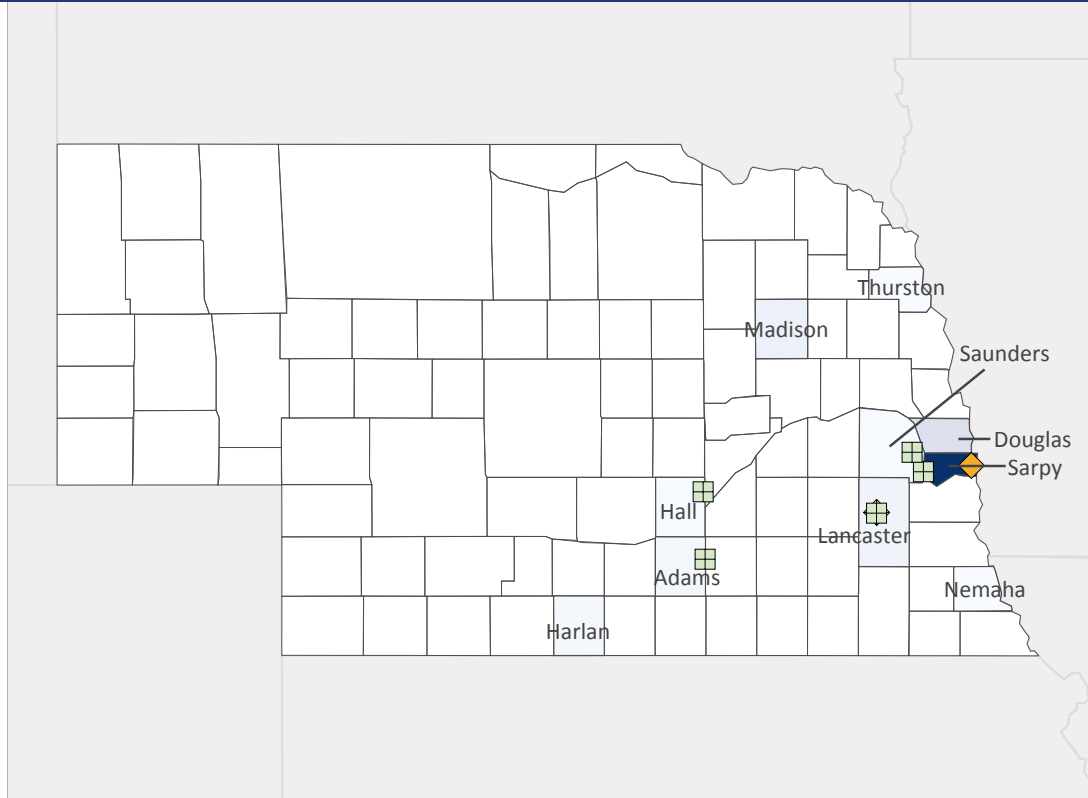 Thurston
Madison
Saunders
Douglas
Sarpy
Hall
Lancaster
Adams
Nemaha
Harlan